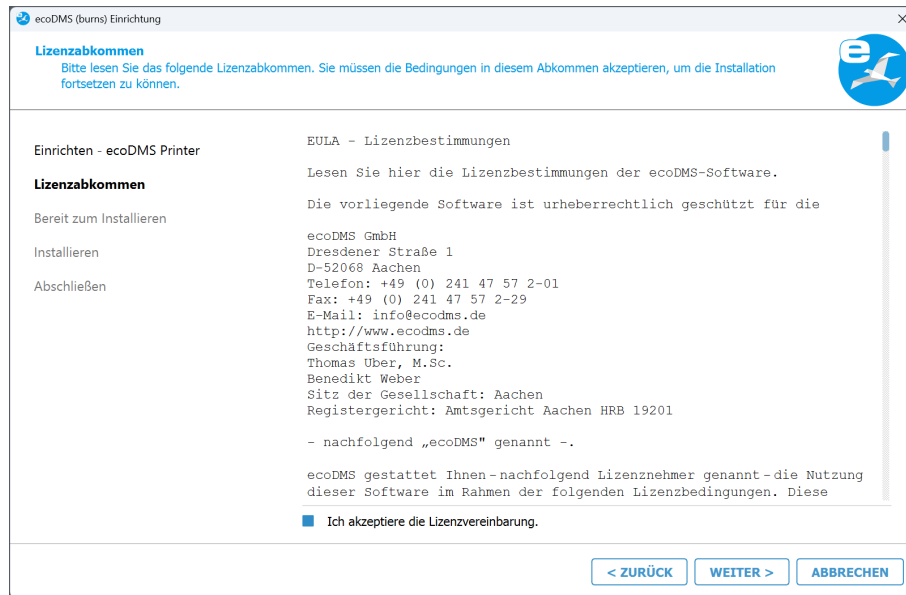 ecoDMS (burns) Einrichtung
Lizenzabkommen
Bitte lesen Sie das folgende Lizenzabkommen. Sie müssen die Bedingungen in diesem Abkommen akzeptieren, um die Installation
fortsetzen zu können.
e
Einrichten - ecoDMS Printer
Lizenzabkommen
Bereit zum Installieren
Installieren
Abschließen
EULA - Lizenzbestimmungen
Lesen Sie hier die Lizenzbestimmungen der ecoDMS-Software.
Die vorliegende Software ist urheberrechtlich geschützt für die
ecoDMS GmbH
Dresdener Straße 1
D-52068 Aachen
Telefon: +49 (0) 241 47 57 2-01
Fax: +49 (0) 241 47 57 2-29
E-Mail: info@ecodms.de
http://www.ecodms.de
Geschäftsführung:
Thomas Uber, M.Sc.
Benedikt Weber
Sitz der Gesellschaft: Aachen
Registergericht: Amtsgericht Aachen HRB 19201
- nachfolgend „ecoDMS" genannt -.
ecoDMS gestattet Ihnen – nachfolgend Lizenznehmer genannt – die Nutzung
dieser Software im Rahmen der folgenden Lizenzbedingungen. Diese
Ich akzeptiere die Lizenzvereinbarung.
< ZURÜCK
WEITER >
ABBRECHEN